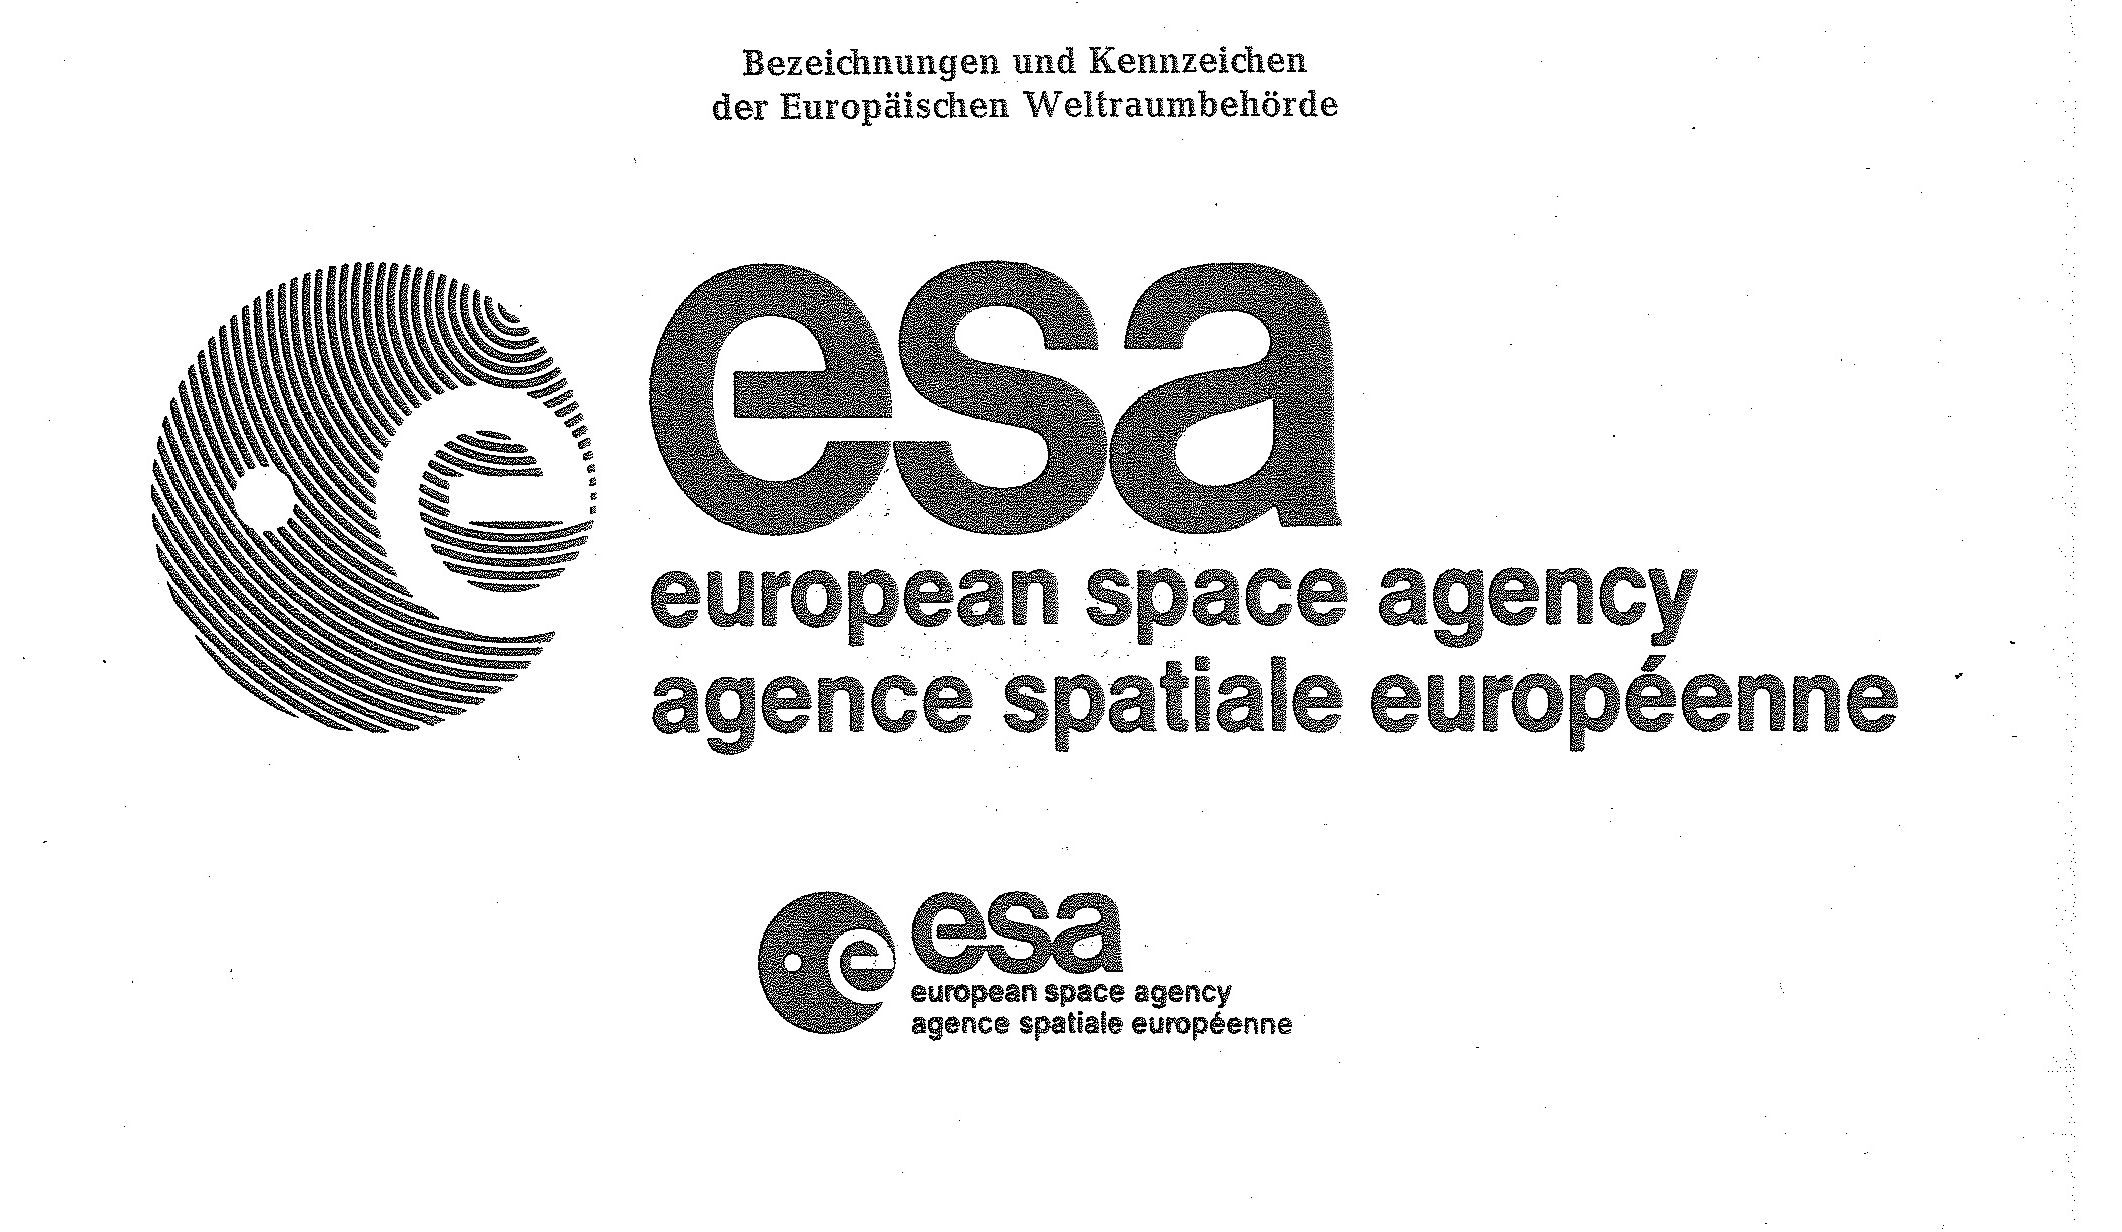 Bezeichnungen und Kennzeichen
der Europäischen Weltraumbehörde
esa
european space agency
agence spatiale européenne
esa
european space agency
agence spatiale européenne